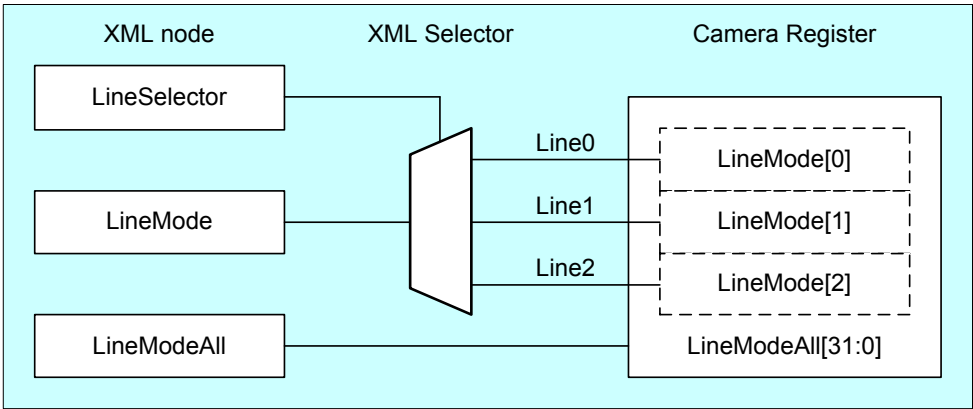 XML node XML Selector Camera Register
LineSelector
Line0 LineMode[0]
LineMode Line1 LineMode[1]
Line2 LineMode[2]
LineModeAll LineModeAll[31:0]